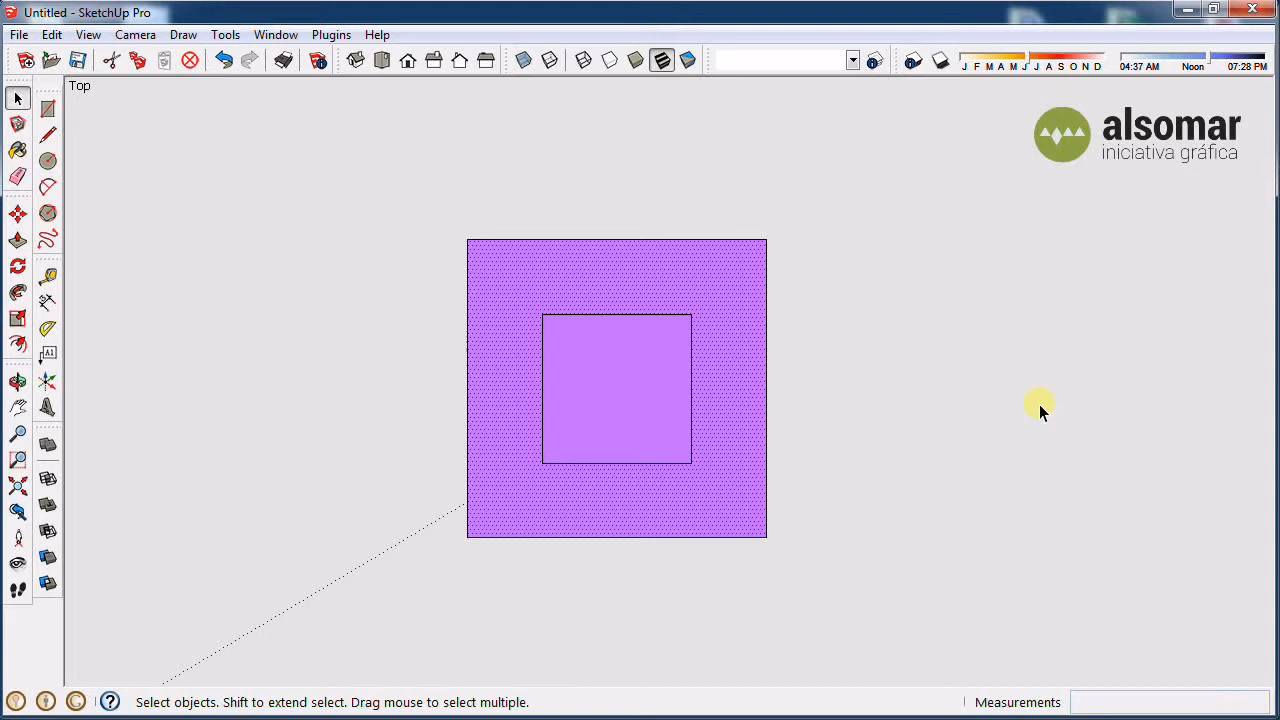 Untitled - SketchUp Pro
File Edit View Camera Draw Tools Window Plugins Help
J F M A M J J A S O N D
04:37 AM Noon 07:28 PM
Top
alsomar
iniciativa gráfica
A1
Select objects. Shift to extend select. Drag mouse to select multiple.
Measurements